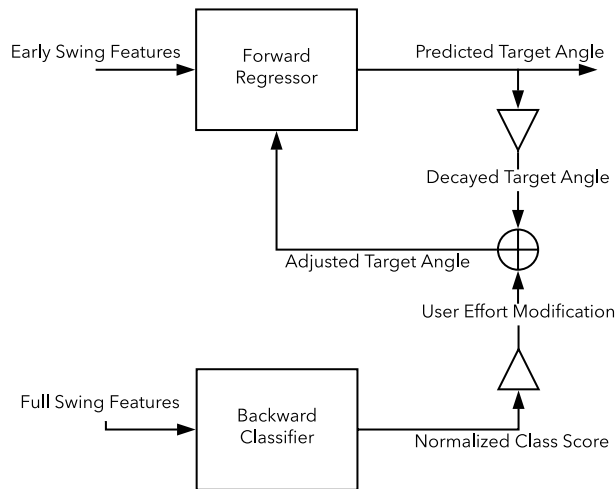 Early Swing Features
Forward
Regressor
Predicted Target Angle
Decayed Target Angle
Adjusted Target Angle
User Effort Modification
Full Swing Features
Backward
Classifier
Normalized Class Score